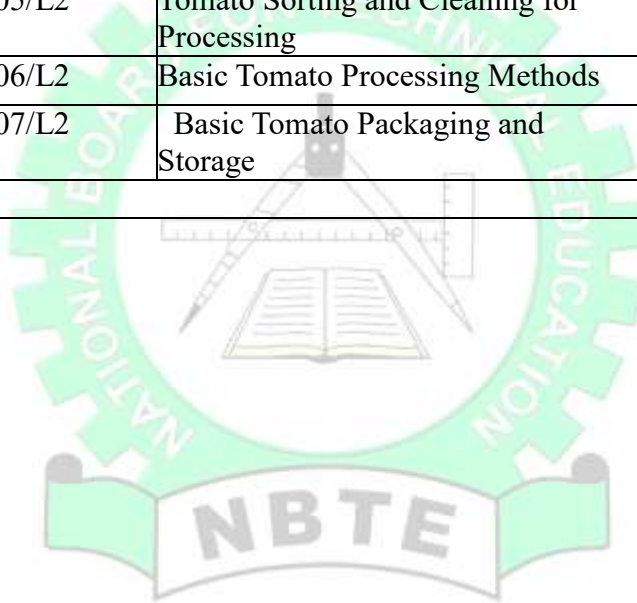 05/L2 Tomato Sorting and Cleaning for
Processing
06/L2 Basic Tomato Processing Methods
07/L2 Basic Tomato Packaging and
Storage
NATIONAL BOARD TECHNICAL EDUCATION
NBTE